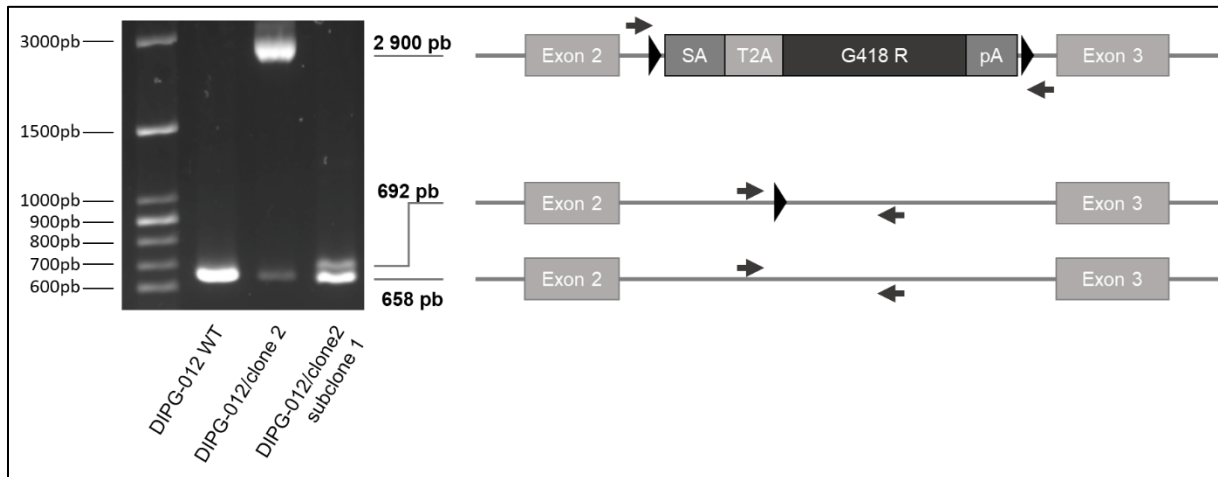 3000pb
1500pb
1000pb
900pb
800pb
700pb
600pb
2 900 pb
692 pb
658 pb
DIPG-012 WT
DIPG-012/clone 2
DIPG-012/clone2
subclone 1
Exon 2 SA T2A G418 R pA Exon 3
Exon 2 Exon 3
Exon 2 Exon 3